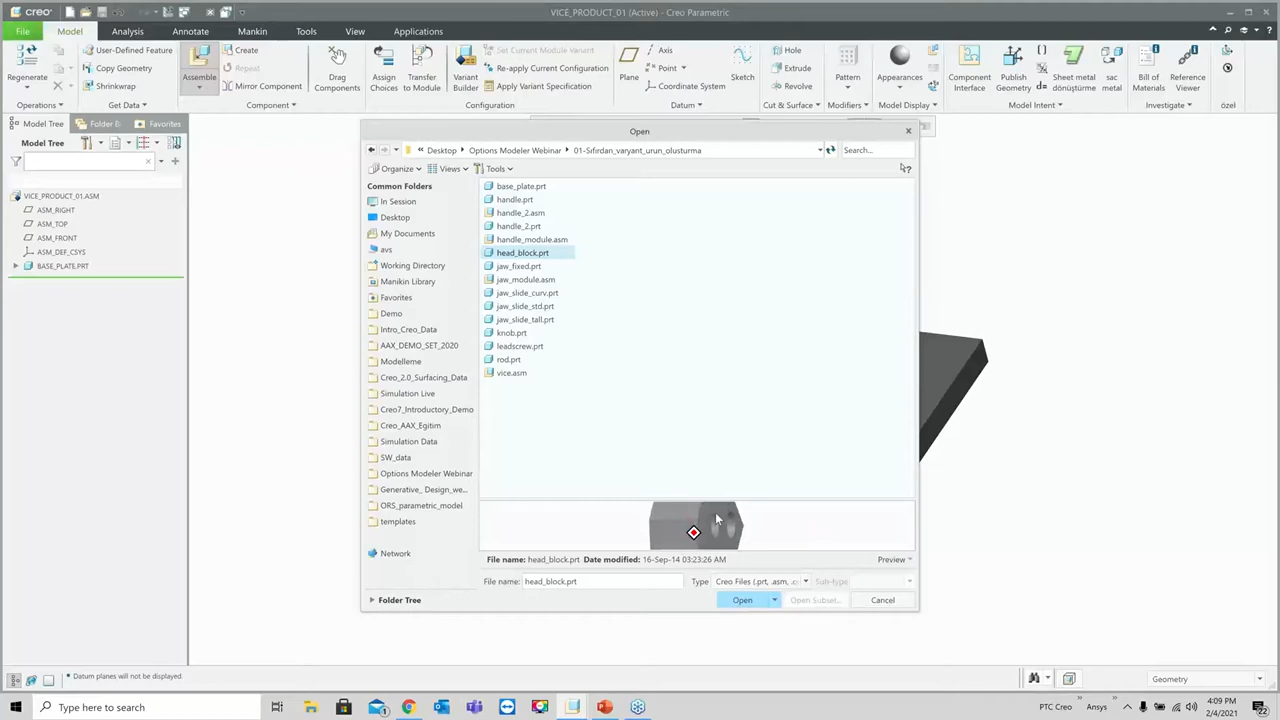 creo
VICE_PRODUCT_01 (Active) - Creo Parametric
File
Model
Analysis
Annotate
Mankin
Tools
View
Applications
Regenerate
User-Defined Feature
Copy Geometry
Shrinkwrap
Assemble
Create
Repeat
Mirror Component
Drag Components
Assign Choices
Transfer to Module
Variant Builder
Set Current Module Variant
Re-apply Current Configuration
Apply Variant Specification
Plane
Axis
Point
Coordinate System
Sketch
Hole
Extrude
Revolve
Pattern
Appearances
Component Interface
Publish Geometry
Sheet metal dönüştürme
sac metal
Bill of Materials
Reference Viewer
Operations
Get Data
Component
Configuration
Datum
Cut & Surface
Modifiers
Model Display
Model Intent
Investigate
özel
Model Tree
Folder B
Favorites
Model Tree
VICE_PRODUCT_01.ASM
ASM_RIGHT
ASM_TOP
ASM_FRONT
ASM_DEF_CSYS
BASE_PLATE.PRT
Open
Desktop
Options Modeler Webinar
01-Sıfırdan_varyant_urun_olusturma
Search...
Organize
Views
Tools
Common Folders
In Session
Desktop
My Documents
avs
Working Directory
Manikin Library
Favorites
Demo
Intro_Creo_Data
AAX_DEMO_SET_2020
Modelleme
Creo_2.0_Surfacing_Data
Simulation Live
Creo7_Introductory_Demo
Creo_AAX_Egitim
Simulation Data
SW_data
Options Modeler Webinar
Generative_ Design_we...
ORS_parametric_model
templates
Network
Folder Tree
base_plate.prt
handle.prt
handle_2.asm
handle_2.prt
handle_module.asm
head_block.prt
jaw_fixed.prt
jaw_module.asm
jaw_slide_curv.prt
jaw_slide_std.prt
jaw_slide_tall.prt
knob.prt
leadscrew.prt
rod.prt
vice.asm
File name: head_block.prt Date modified: 16-Sep-14 03:23:26 AM
Preview
File name: head_block.prt
Type Creo Files (.prt, .asm, .c
Sub-type
Open
Open Subset...
Cancel
* Datum planes will not be displayed.
Geometry
Type here to search
PTC Creo
Ansys
4:09 PM
2/4/2021
22